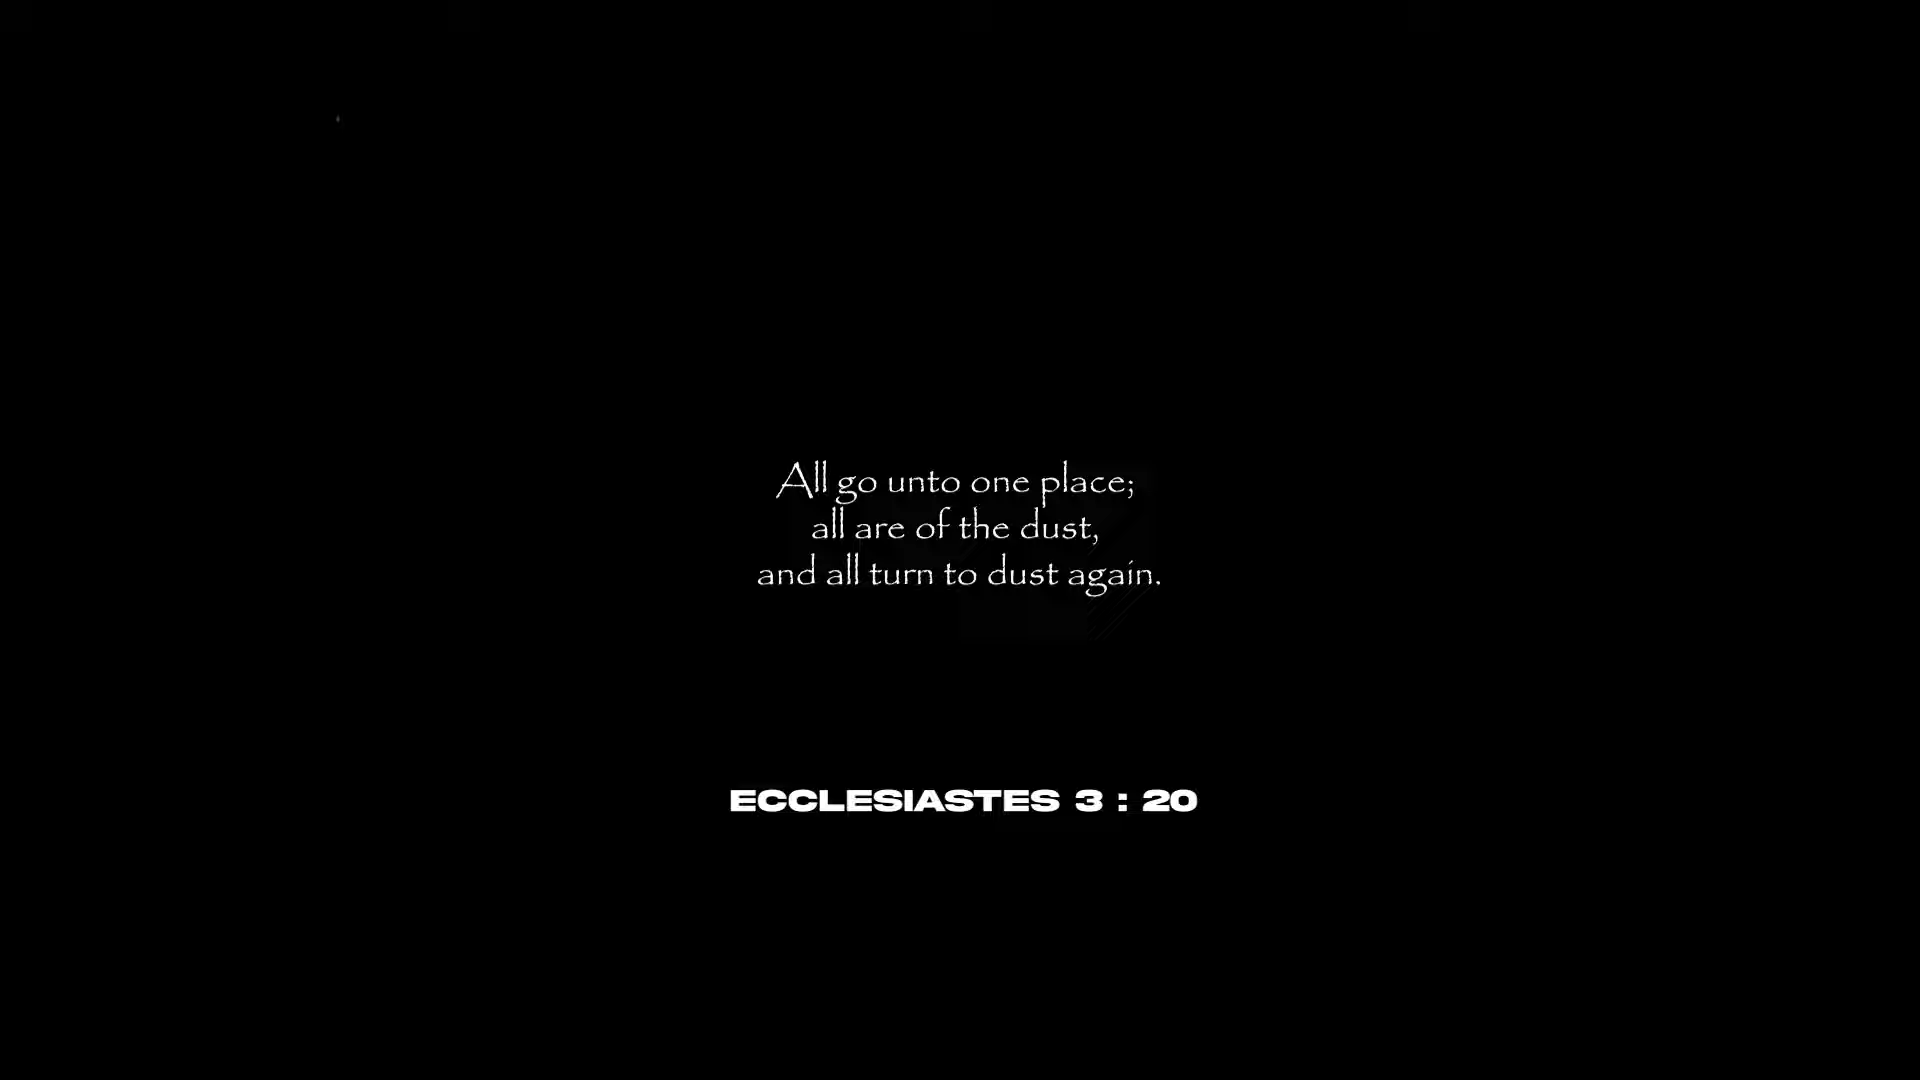 All go unto one place;
all are of the dust,
and all turn to dust again.
ECCLESIASTES 3 : 20